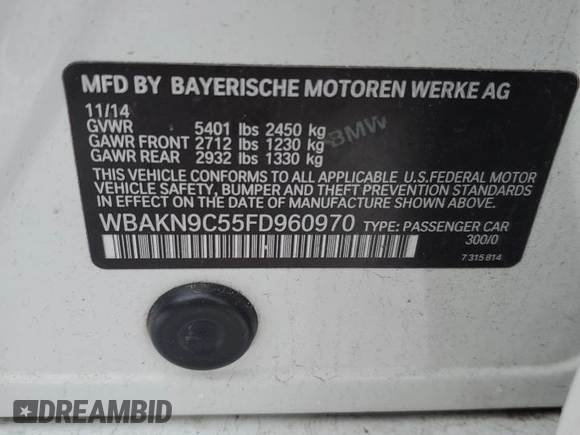 MFD BY BAYERISCHE MOTOREN WERKE AG
11/14
GVWR 5401 lbs 2450 kg
GAWR FRONT 2712 lbs 1230 kg
GAWR REAR 2932 lbs 1330 kg
BMW
THIS VEHICLE CONFORMS TO ALL APPLICABLE U.S.FEDERAL MOTOR
VEHICLE SAFETY, BUMPER AND THEFT PREVENTION STANDARDS
IN EFFECT ON THE DATE OF MANUFACTURE SHOWN ABOVE.
WBAKN9C55FD960970 TYPE: PASSENGER CAR
300/0
7 315 814
DREAMBID